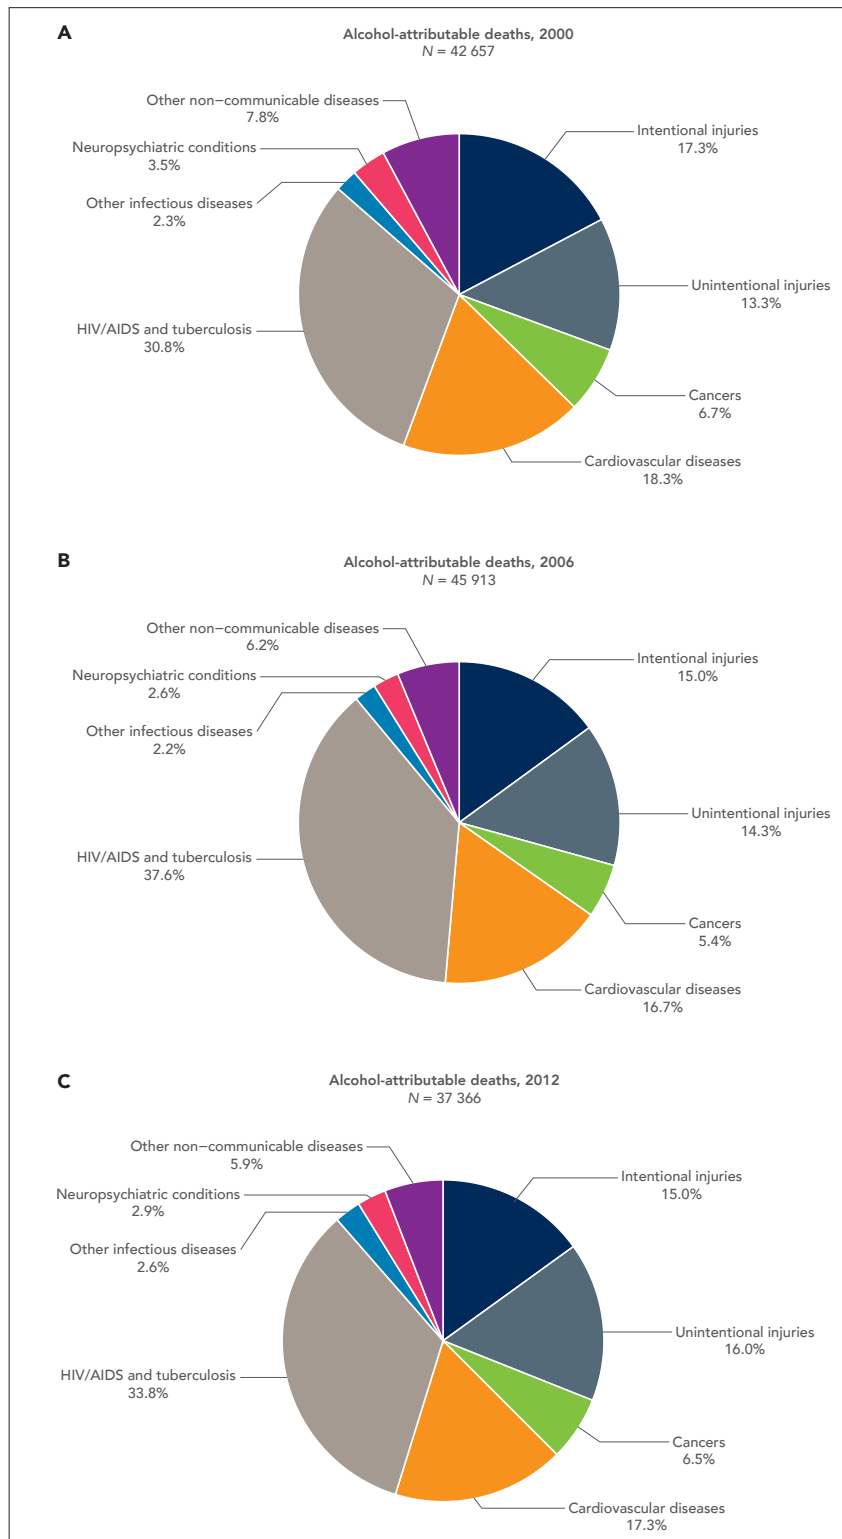 A
Alcohol-attributable deaths, 2000
N = 42 657
Other non−communicable diseases
7.8%
Intentional injuries
17.3%
Neuropsychiatric conditions
3.5%
Other infectious diseases
2.3%
Unintentional injuries
13.3%
HIV/AIDS and tuberculosis
30.8%
Cancers
6.7%
Cardiovascular diseases
18.3%
B
Alcohol-attributable deaths, 2006
N = 45 913
Other non−communicable diseases
6.2%
Intentional injuries
15.0%
Neuropsychiatric conditions
2.6%
Other infectious diseases
2.2%
Unintentional injuries
14.3%
HIV/AIDS and tuberculosis
37.6%
Cancers
5.4%
Cardiovascular diseases
16.7%
C
Alcohol-attributable deaths, 2012
N = 37 366
Other non−communicable diseases
5.9%
Intentional injuries
15.0%
Neuropsychiatric conditions
2.9%
Other infectious diseases
2.6%
Unintentional injuries
16.0%
HIV/AIDS and tuberculosis
33.8%
Cancers
6.5%
Cardiovascular diseases
17.3%